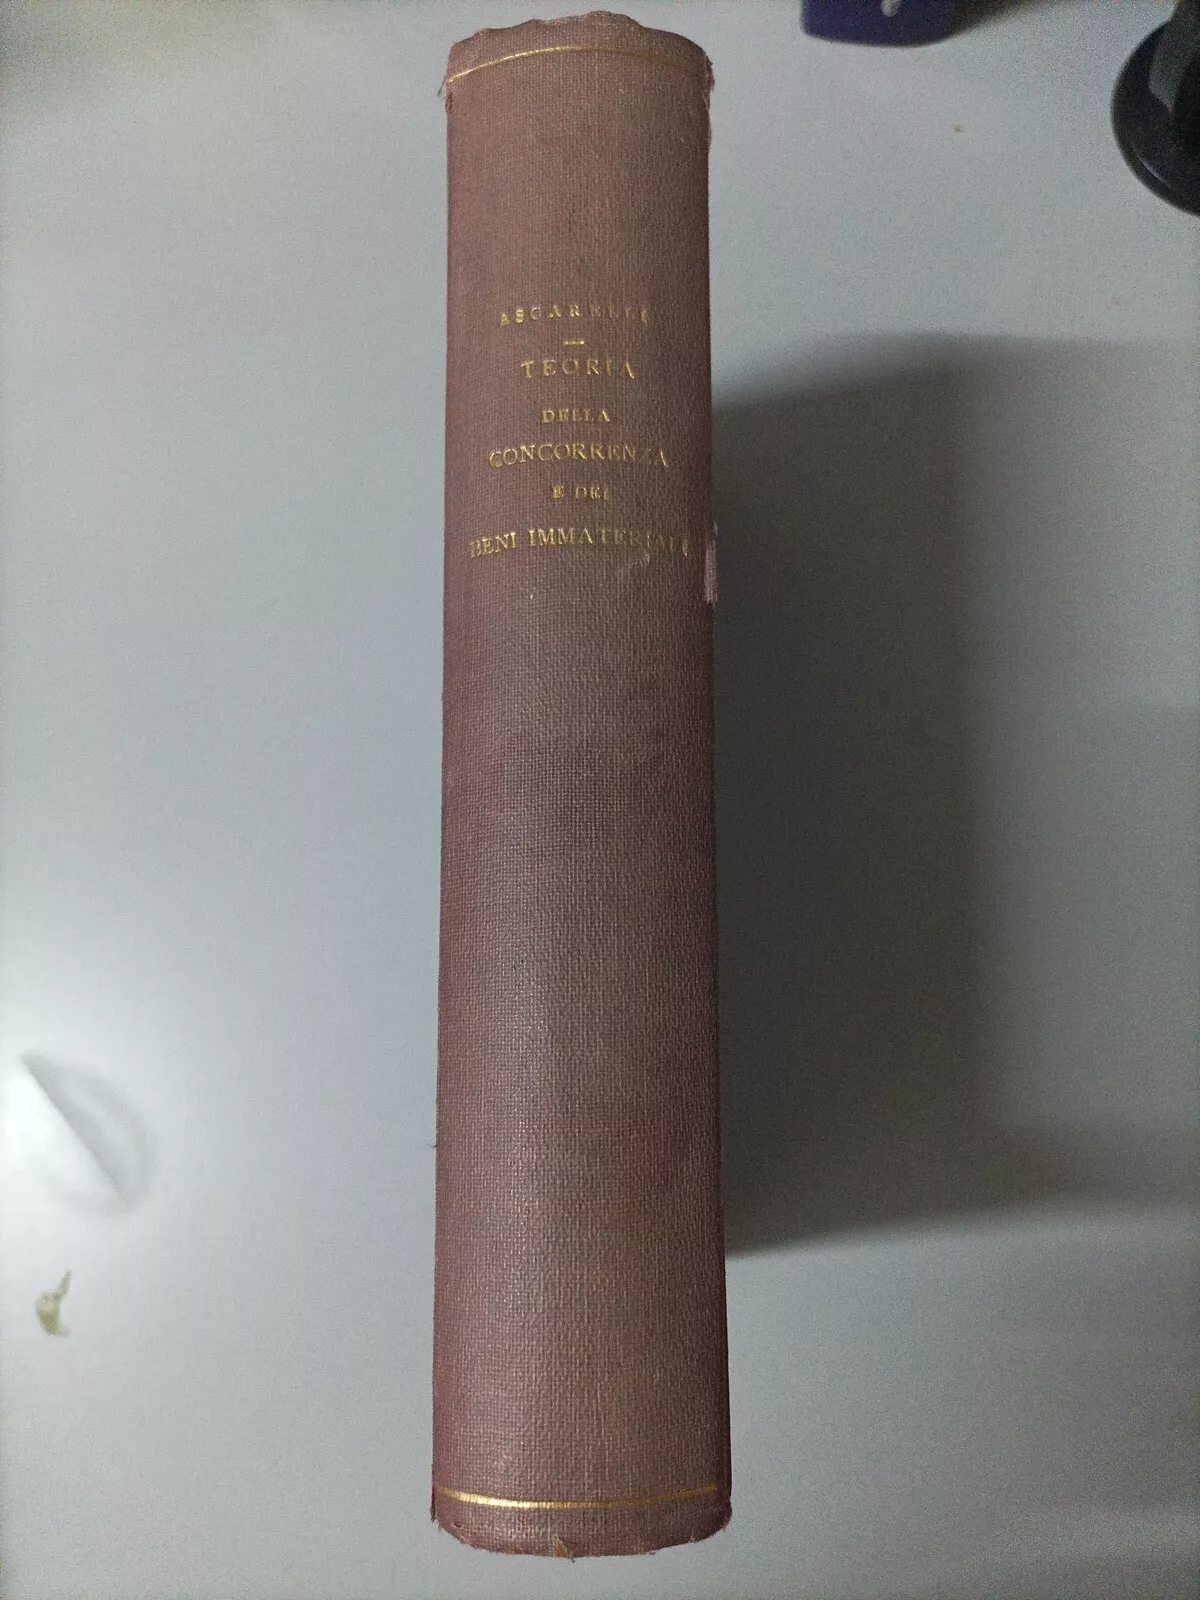 ASCARELLI
TEORIA
DELLA
CONCORRENZA
E DEI
BENI IMMATERIALI